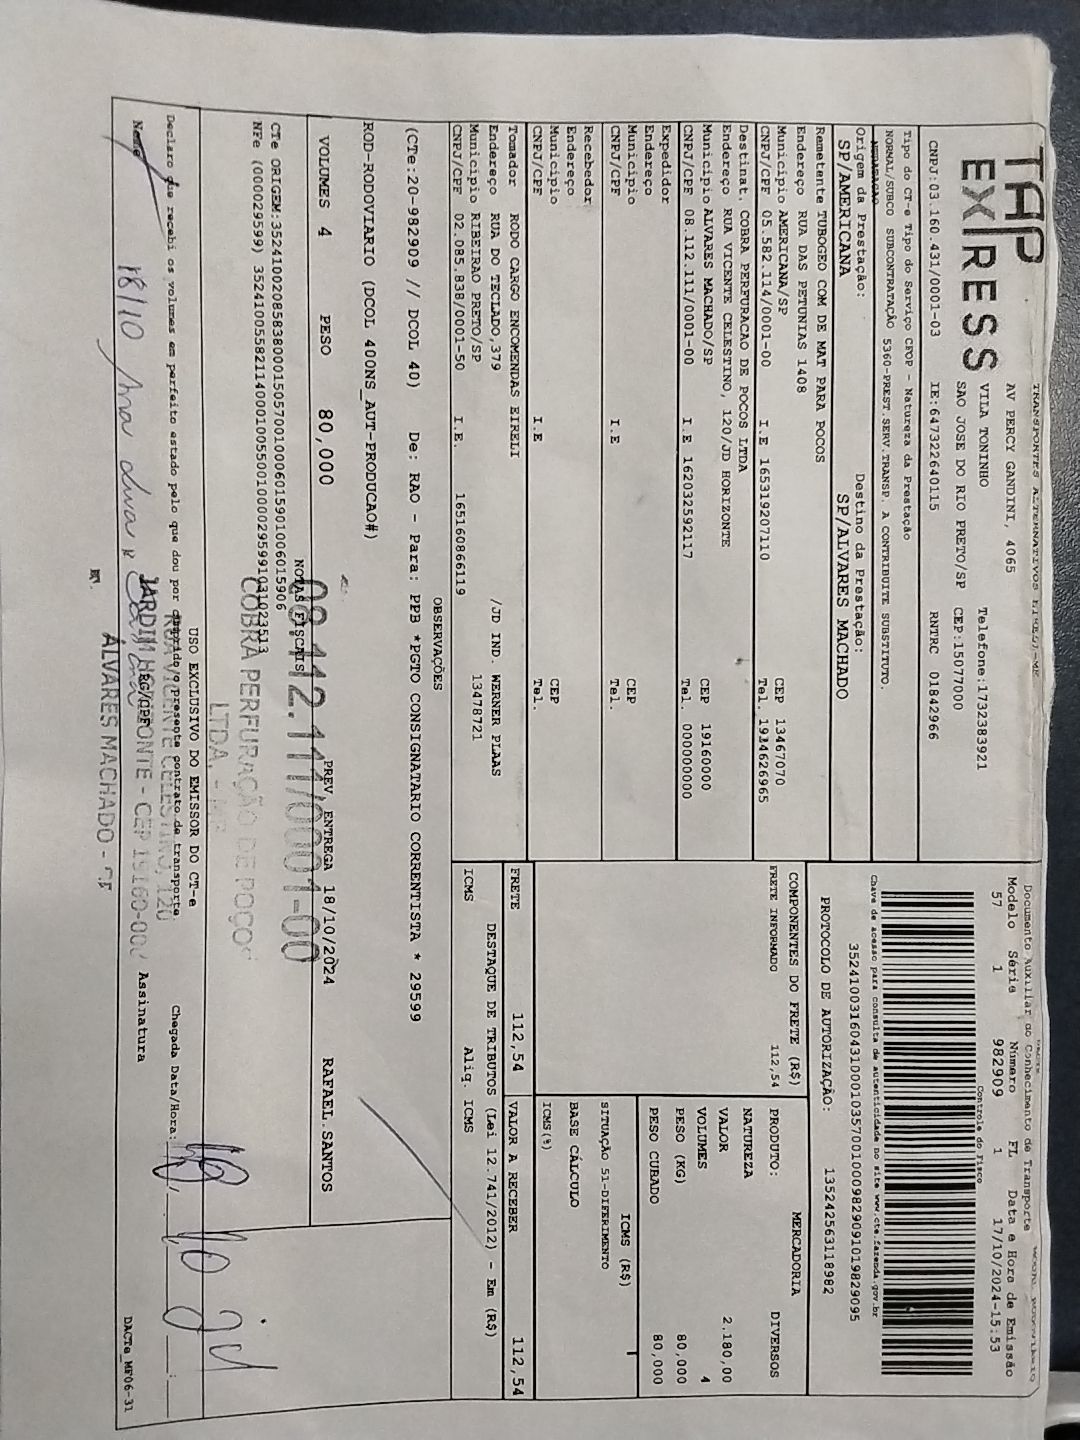 TRANSPORTES ALTERNATIVOS
TAP
EXPRESS
AV PERCY GANDINI, 4065
VILA TONINHO
SAO JOSE DO RIO PRETO/SP
Telefone:1732383921
CEP:15077000
CNPJ:03.160.431/0001-03
IE:647322640115
RNTRC 01842966
Documento Auxiliar do Conhecimento de Transporte
Modelo Série Número FL Data e Hora de Emissão
57 1 982909 1 17/10/2024-15:53
Controle do Fisco
Chave de acesso para consulta de autenticidade no site www.cte.fazenda.gov.br
PROTOCOLO DE AUTORIZAÇÃO: 135242563118982
Tipo do CT-e Tipo do Serviço CFOP - Natureza da Prestação
NORMAL/SUBCO SUBCONTRATAÇÃO 5360-PREST.SERV.TRANSP. A CONTRIBUITE SUBSTITUTO.
Origem da Prestação: Destino da Prestação:
SP/AMERICANA SP/ALVARES MACHADO
Remetente TUBOGEO COM DE MAT PARA POCOS
Endereço RUA DAS PETUNIAS 1408
Município AMERICANA/SP CEP 13467070
CNPJ/CPF 05.582.114/0001-00 I.E 165319207110 Tel. 1934626965
Destinat. COBRA PERFURACAO DE POCOS LTDA
Endereço RUA VICENTE CELESTINO, 120/JD HORIZONTE
Município ALVARES MACHADO/SP CEP 19160000
CNPJ/CPF 08.112.111/0001-00 I.E 162032592117 Tel. 00000000
Expedidor
Endereço
Município CEP
CNPJ/CPF I.E Tel.
Recebedor
Endereço
Município CEP
CNPJ/CPF I.E Tel.
Tomador RODO CARGO ENCOMENDAS EIRELI
Endereço RUA DO TECLADO,379 /JD IND. WERNER PLAAS
Município RIBEIRAO PRETO/SP 13478721
CNPJ/CPF 02.085.838/0001-50 I.E. 165160866119
COMPONENTES DO FRETE (R$)
FRETE INFORMADO 112,54
MERCADORIA
PRODUTO: DIVERSOS
NATUREZA
VALOR 2.180,00
VOLUMES 4
PESO (KG) 80,000
PESO CUBADO 80,000
ICMS (R$)
SITUAÇÃO 51-DIFERIMENTO
BASE CÁLCULO
ICMS(%)
FRETE 112,54 VALOR A RECEBER 112,54
DESTAQUE DE TRIBUTOS (Lei 12.741/2012) - Em (R$)
ICMS Aliq. ICMS
OBSERVAÇÕES
(CTe:20-982909 // DCOL 40) De: RAO - Para: PPB *PGTO CONSIGNATARIO CORRENTISTA * 29599
ROD-RODOVIARIO (DCOL 400NS_AUT-PRODUCAO#)
VOLUMES 4 PESO 80,000 PREV ENTREGA 18/10/2024 RAFAEL.SANTOS
NOTAS FISCAIS
08.112.111/0001-00
COBRA PERFURAÇÃO DE POÇOS
LTDA. - ME
RUA VICENTE CELESTINO, 120
JARDIM HORIZONTE - CEP 19160-000
ÁLVARES MACHADO -
USO EXCLUSIVO DO EMISSOR DO CT-e
Declaro que recebi os volumes em perfeito estado pelo que dou por cumprido o presente contrato de transporte
Chegada Data/Hora:
Nome RG/CPF Assinatura
18/10
DACTe_MF06-31